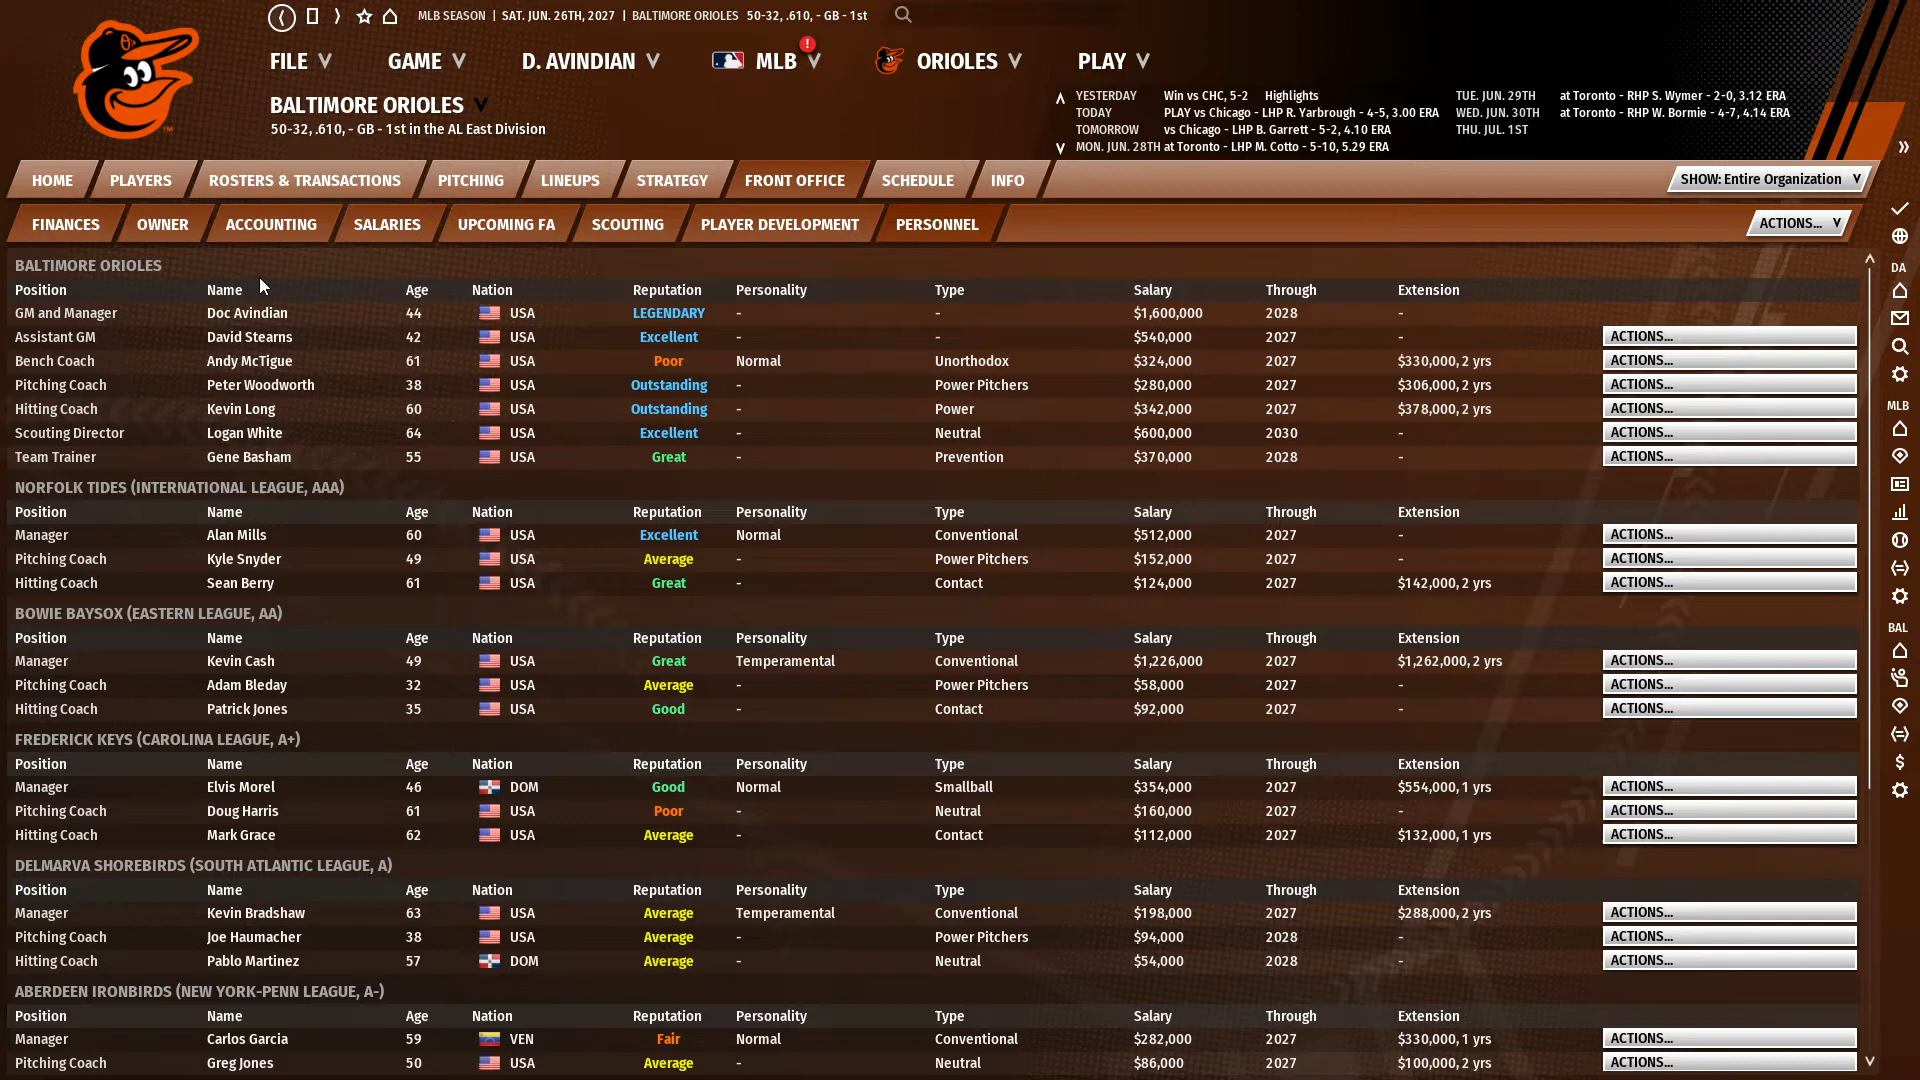 MLB SEASON | SAT. JUN. 26TH, 2027 | BALTIMORE ORIOLES 50-32, .610, - GB - 1st
FILE GAME D. AVINDIAN MLB ! ORIOLES PLAY
BALTIMORE ORIOLES
50-32, .610, - GB - 1st in the AL East Division
YESTERDAY Win vs CHC, 5-2 Highlights TUE. JUN. 29TH at Toronto - RHP S. Wymer - 2-0, 3.12 ERA
TODAY PLAY vs Chicago - LHP R. Yarbrough - 4-5, 3.00 ERA WED. JUN. 30TH at Toronto - RHP W. Bormie - 4-7, 4.14 ERA
TOMORROW vs Chicago - LHP B. Garrett - 5-2, 4.10 ERA THU. JUL. 1ST
MON. JUN. 28TH at Toronto - LHP M. Cotto - 5-10, 5.29 ERA
HOME PLAYERS ROSTERS & TRANSACTIONS PITCHING LINEUPS STRATEGY FRONT OFFICE SCHEDULE INFO SHOW: Entire Organization
FINANCES OWNER ACCOUNTING SALARIES UPCOMING FA SCOUTING PLAYER DEVELOPMENT PERSONNEL ACTIONS...
BALTIMORE ORIOLES
Position Name Age Nation Reputation Personality Type Salary Through Extension
GM and Manager Doc Avindian 44 USA LEGENDARY - - $1,600,000 2028 -
Assistant GM David Stearns 42 USA Excellent - - $540,000 2027 - ACTIONS...
Bench Coach Andy McTigue 61 USA Poor Normal Unorthodox $324,000 2027 $330,000, 2 yrs ACTIONS...
Pitching Coach Peter Woodworth 38 USA Outstanding - Power Pitchers $280,000 2027 $306,000, 2 yrs ACTIONS...
Hitting Coach Kevin Long 60 USA Outstanding - Power $342,000 2027 $378,000, 2 yrs ACTIONS...
Scouting Director Logan White 64 USA Excellent - Neutral $600,000 2030 - ACTIONS...
Team Trainer Gene Basham 55 USA Great - Prevention $370,000 2028 - ACTIONS...
NORFOLK TIDES (INTERNATIONAL LEAGUE, AAA)
Position Name Age Nation Reputation Personality Type Salary Through Extension
Manager Alan Mills 60 USA Excellent Normal Conventional $512,000 2027 - ACTIONS...
Pitching Coach Kyle Snyder 49 USA Average - Power Pitchers $152,000 2027 - ACTIONS...
Hitting Coach Sean Berry 61 USA Great - Contact $124,000 2027 $142,000, 2 yrs ACTIONS...
BOWIE BAYSOX (EASTERN LEAGUE, AA)
Position Name Age Nation Reputation Personality Type Salary Through Extension
Manager Kevin Cash 49 USA Great Temperamental Conventional $1,226,000 2027 $1,262,000, 2 yrs ACTIONS...
Pitching Coach Adam Bleday 32 USA Average - Power Pitchers $58,000 2027 - ACTIONS...
Hitting Coach Patrick Jones 35 USA Good - Contact $92,000 2027 - ACTIONS...
FREDERICK KEYS (CAROLINA LEAGUE, A+)
Position Name Age Nation Reputation Personality Type Salary Through Extension
Manager Elvis Morel 46 DOM Good Normal Smallball $354,000 2027 $554,000, 1 yrs ACTIONS...
Pitching Coach Doug Harris 61 USA Poor - Neutral $160,000 2027 - ACTIONS...
Hitting Coach Mark Grace 62 USA Average - Contact $112,000 2027 $132,000, 1 yrs ACTIONS...
DELMARVA SHOREBIRDS (SOUTH ATLANTIC LEAGUE, A)
Position Name Age Nation Reputation Personality Type Salary Through Extension
Manager Kevin Bradshaw 63 USA Average Temperamental Conventional $198,000 2027 $288,000, 2 yrs ACTIONS...
Pitching Coach Joe Haumacher 38 USA Average - Power Pitchers $94,000 2028 - ACTIONS...
Hitting Coach Pablo Martinez 57 DOM Average - Neutral $54,000 2028 - ACTIONS...
ABERDEEN IRONBIRDS (NEW YORK-PENN LEAGUE, A-)
Position Name Age Nation Reputation Personality Type Salary Through Extension
Manager Carlos Garcia 59 VEN Fair Normal Conventional $282,000 2027 $330,000, 1 yrs ACTIONS...
Pitching Coach Greg Jones 50 USA Average - Neutral $86,000 2027 $100,000, 2 yrs ACTIONS...
DA
MLB
BAL